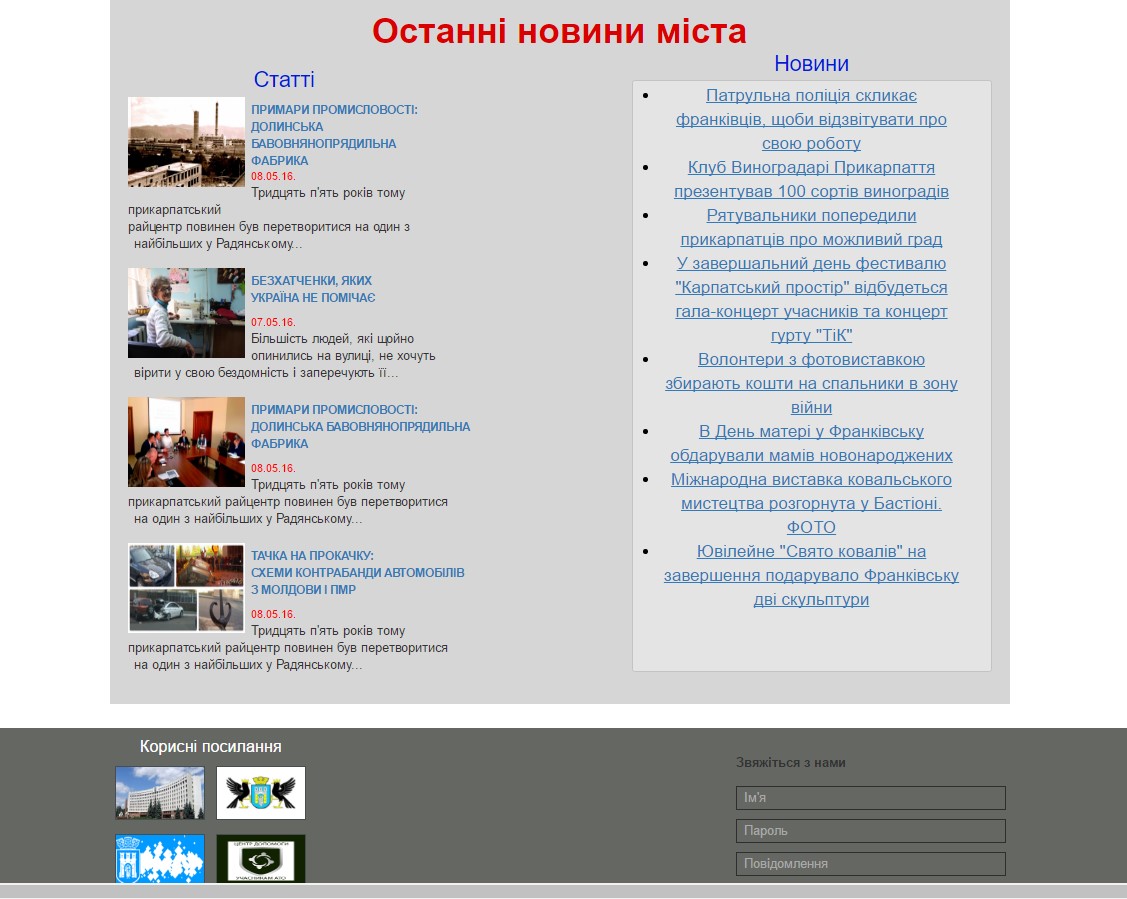 Останні новини міста
Статті
ПРИМАРИ ПРОМИСЛОВОСТІ:
ДОЛИНСЬКА
БАВОВНЯНОПРЯДИЛЬНА
ФАБРИКА
08.05.16.
Тридцять п'ять років тому
прикарпатський
райцентр повинен був перетворитися на один з
найбільших у Радянському...
БЕЗХАТЧЕНКИ, ЯКИХ
УКРАЇНА НЕ ПОМІЧАЄ
07.05.16.
Більшість людей, які щойно
опинились на вулиці, не хочуть
вірити у свою бездомність і заперечують її...
ПРИМАРИ ПРОМИСЛОВОСТІ:
ДОЛИНСЬКА БАВОВНЯНОПРЯДИЛЬНА
ФАБРИКА
08.05.16.
Тридцять п'ять років тому
прикарпатський райцентр повинен був перетворитися
на один з найбільших у Радянському...
ТАЧКА НА ПРОКАЧКУ:
СХЕМИ КОНТРАБАНДИ АВТОМОБІЛІВ
З МОЛДОВИ І ПМР
08.05.16.
Тридцять п'ять років тому
прикарпатський райцентр повинен був перетворитися
на один з найбільших у Радянському...
Новини
Патрульна поліція скликає
франківців, щоби відзвітувати про
свою роботу
Клуб Виноградарі Прикарпаття
презентував 100 сортів виноградів
Рятувальники попередили
прикарпатців про можливий град
У завершальний день фестивалю
"Карпатський простір" відбудеться
гала-концерт учасників та концерт
гурту "ТіК"
Волонтери з фотовиставкою
збирають кошти на спальники в зону
війни
В День матері у Франківську
обдарували мамів новонароджених
Міжнародна виставка ковальського
мистецтва розгорнута у Бастіоні.
ФОТО
Ювілейне "Свято ковалів" на
завершення подарувало Франківську
дві скульптури
Корисні посилання
ЦЕНТР ДОПОМОГИ
УЧАСНИКАМ АТО
Звяжіться з нами
Ім'я
Пароль
Повідомлення